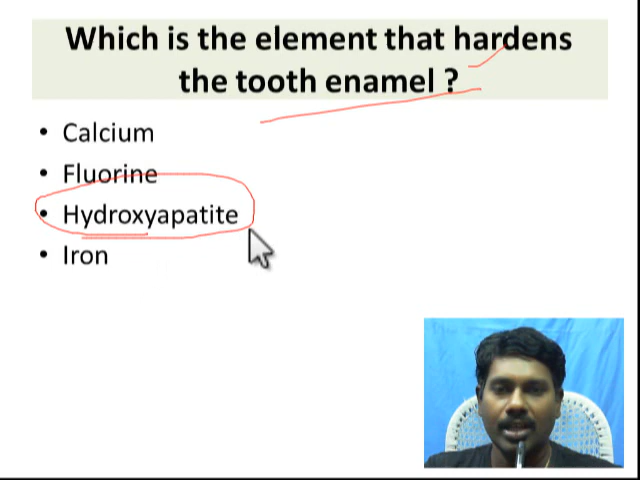 Which is the element that hardens
the tooth enamel ?
• Calcium
• Fluorine
• Hydroxyapatite
• Iron